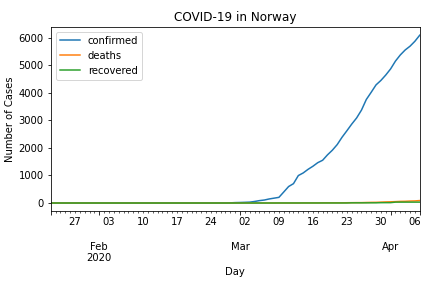 COVID-19 in Norway
confirmed
deaths
recovered
Number of Cases
6000
5000
4000
3000
2000
1000
0
27 03 10 17 24 02 09 16 23 30 06
Feb Mar Apr
2020
Day